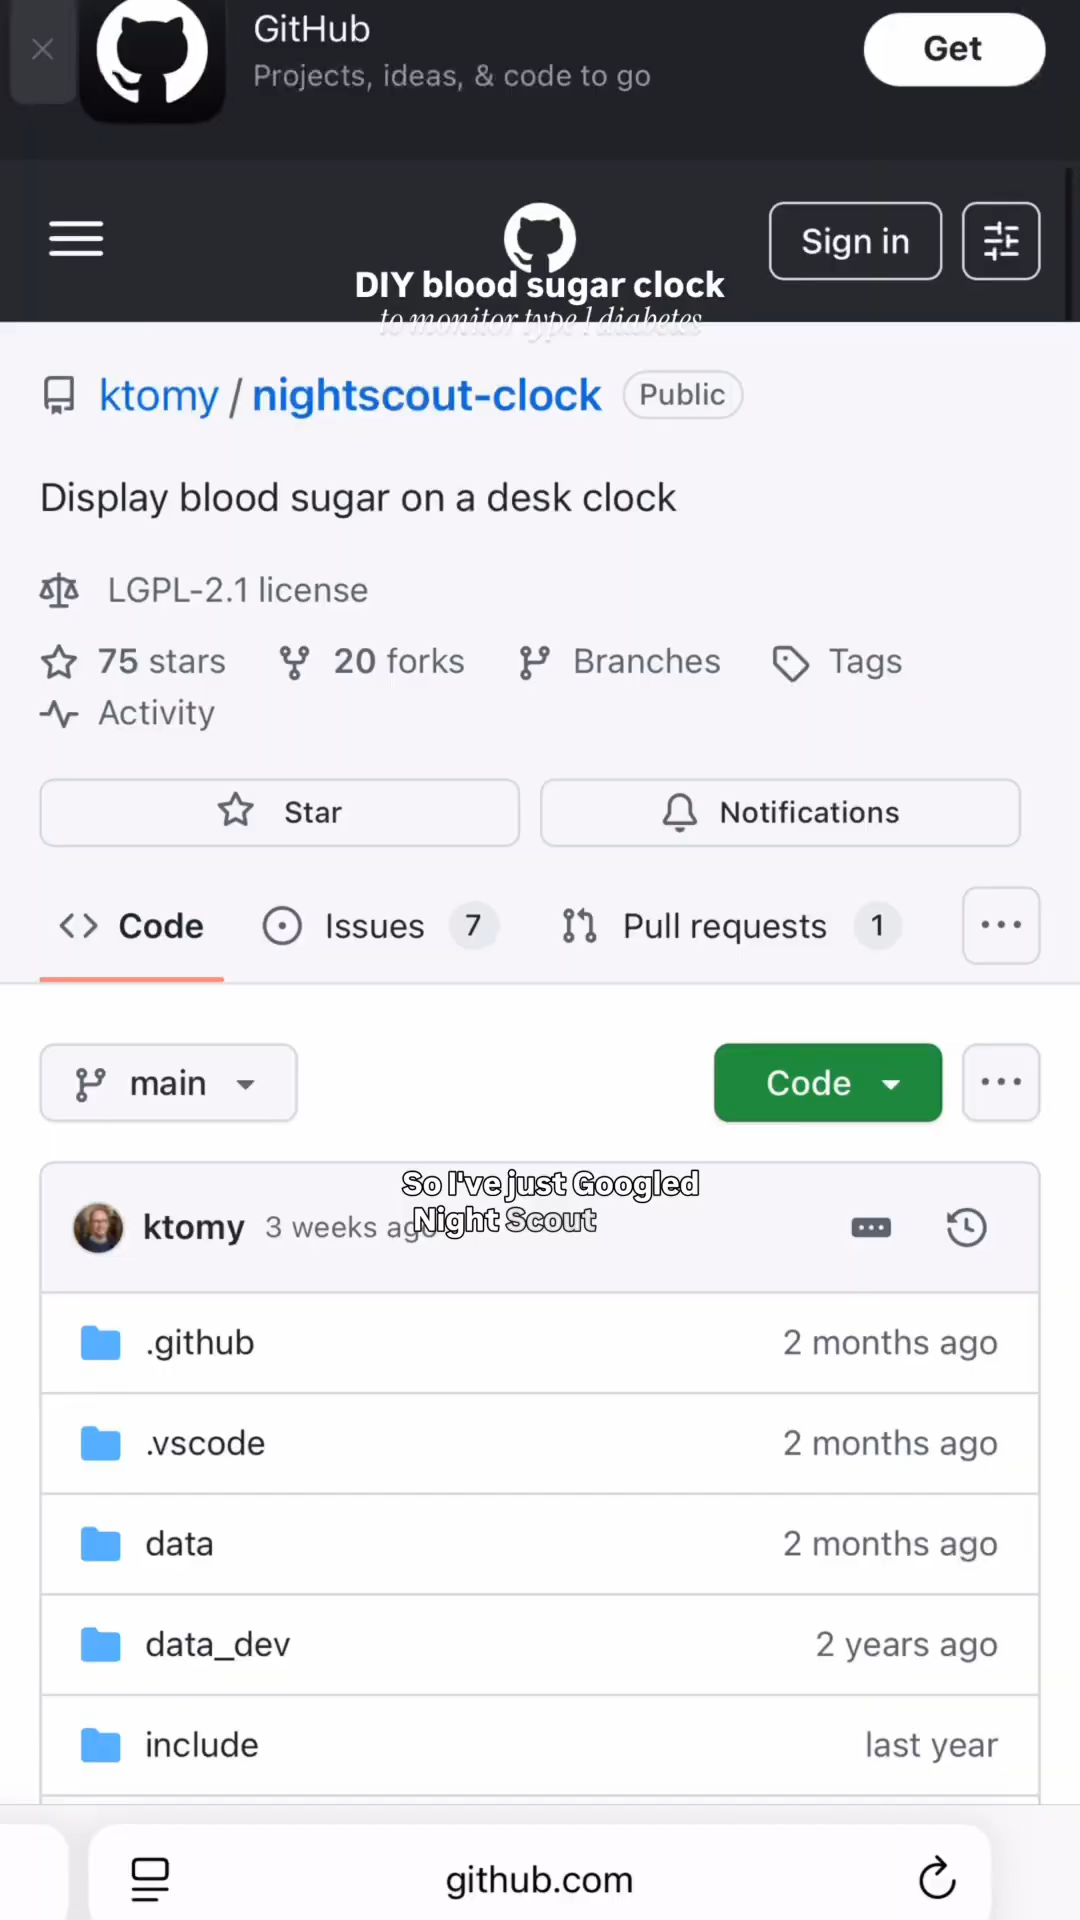 GitHub
Projects, ideas, & code to go
Get
Sign in
DIY blood sugar clock
to monitor type 1 diabetes
ktomy / nightscout-clock Public
Display blood sugar on a desk clock
LGPL-2.1 license
75 stars 20 forks Branches Tags
Activity
Star Notifications
Code Issues 7 Pull requests 1
main Code
So I've just Googled
Night Scout
ktomy 3 weeks ago
.github 2 months ago
.vscode 2 months ago
data 2 months ago
data_dev 2 years ago
include last year
github.com